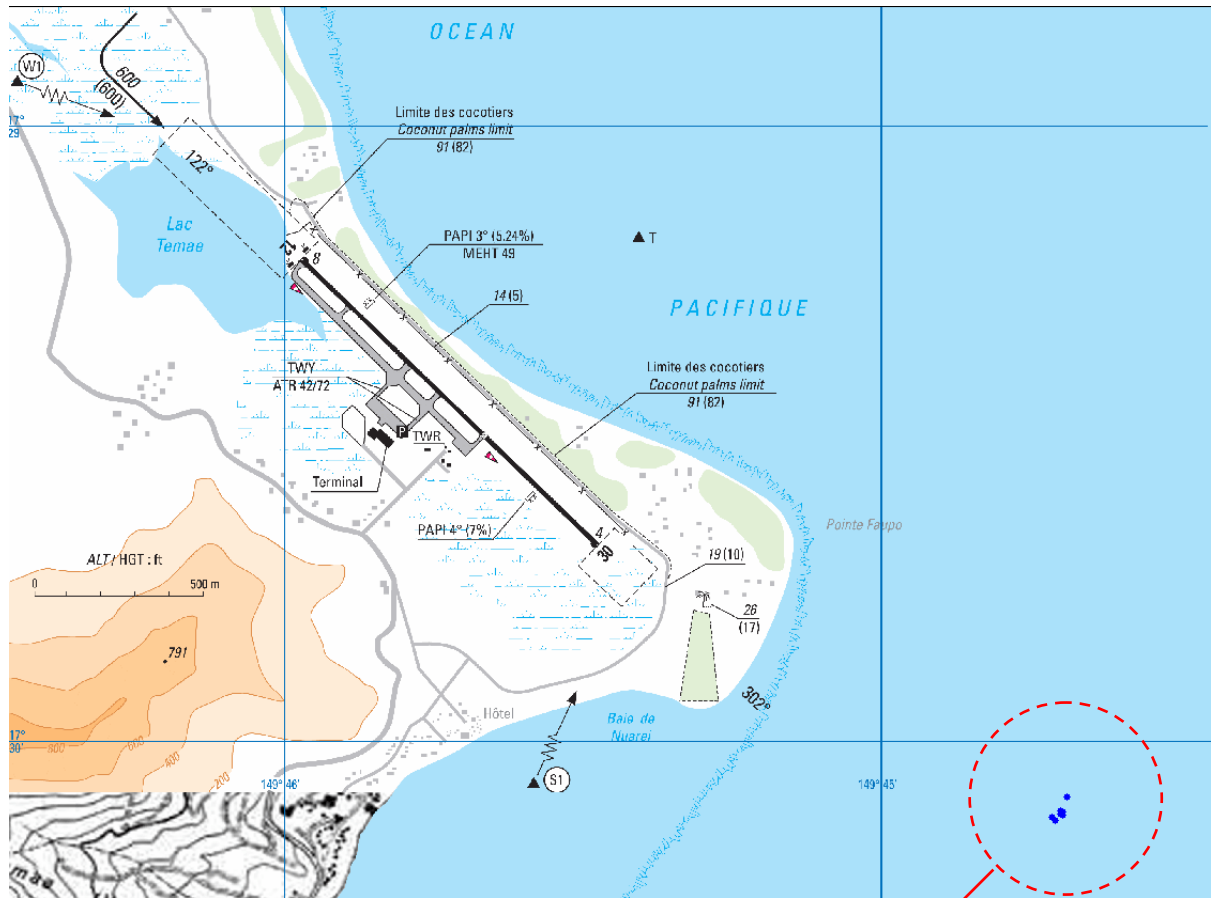 OCEAN
W1
600
(600)
17°
29
Limite des cocotiers
Coconut palms limit
91 (82)
122°
Lac
Temae
PAPI 3° (5.24%)
MEHT 49
T
12
8
14 (5)
PACIFIQUE
Limite des cocotiers
Coconut palms limit
91 (82)
TWY
ATR 42/72
P
TWR
Terminal
PAPI 4° (7%)
4
30
Pointe Faupo
19 (10)
ALT/HGT : ft
0
500 m
26
(17)
791
302°
Hôtel
Baie de
Nuarei
17°
30'
800
600
400
200
149° 46'
S1
149° 45'